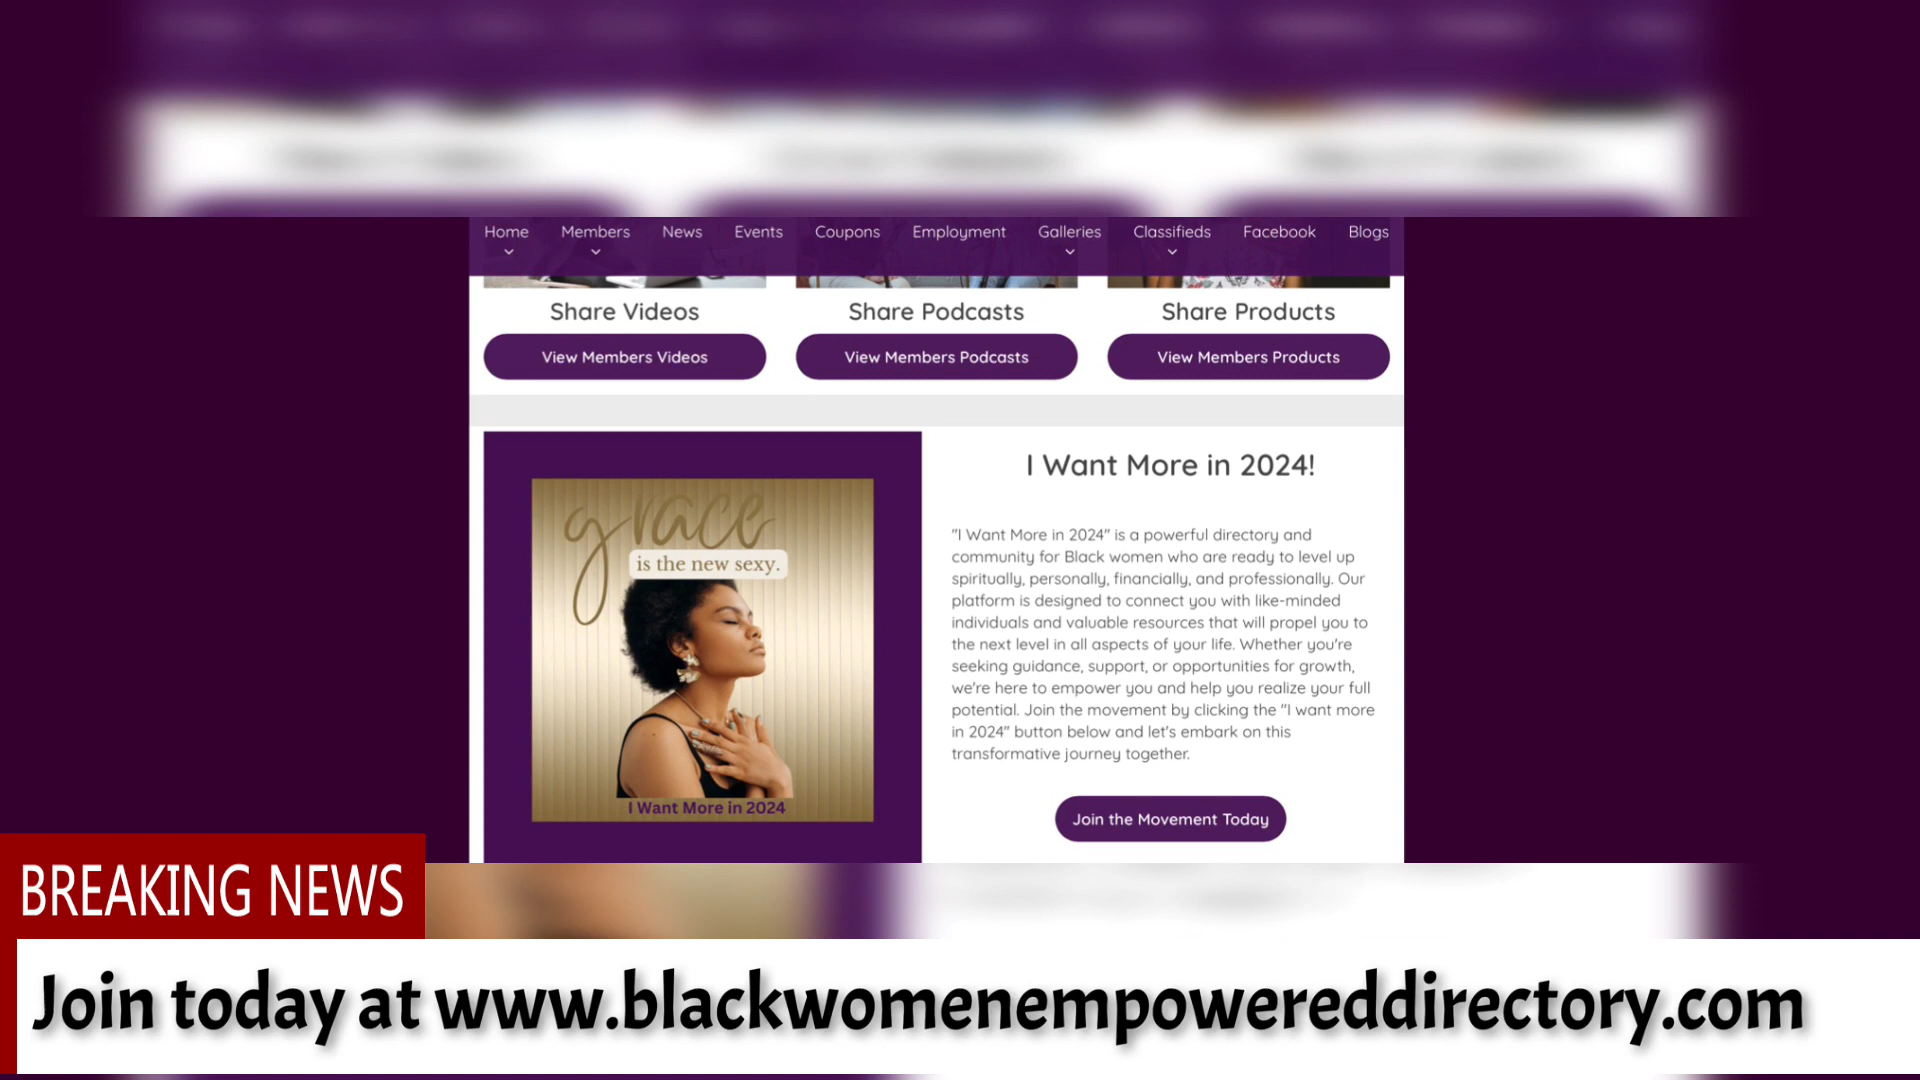 Home Members News Events Coupons Employment Galleries Classifieds Facebook Blogs
Share Videos Share Podcasts Share Products
View Members Videos View Members Podcasts View Members Products
I Want More in 2024!
grace
is the new sexy.
I Want More in 2024
"I Want More in 2024" is a powerful directory and
community for Black women who are ready to level up
spiritually, personally, financially, and professionally. Our
platform is designed to connect you with like-minded
individuals and valuable resources that will propel you to
the next level in all aspects of your life. Whether you're
seeking guidance, support, or opportunities for growth,
we're here to empower you and help you realize your full
potential. Join the movement by clicking the "I want more
in 2024" button below and let's embark on this
transformative journey together.
Join the Movement Today
BREAKING NEWS
Join today at www.blackwomenempowereddirectory.com